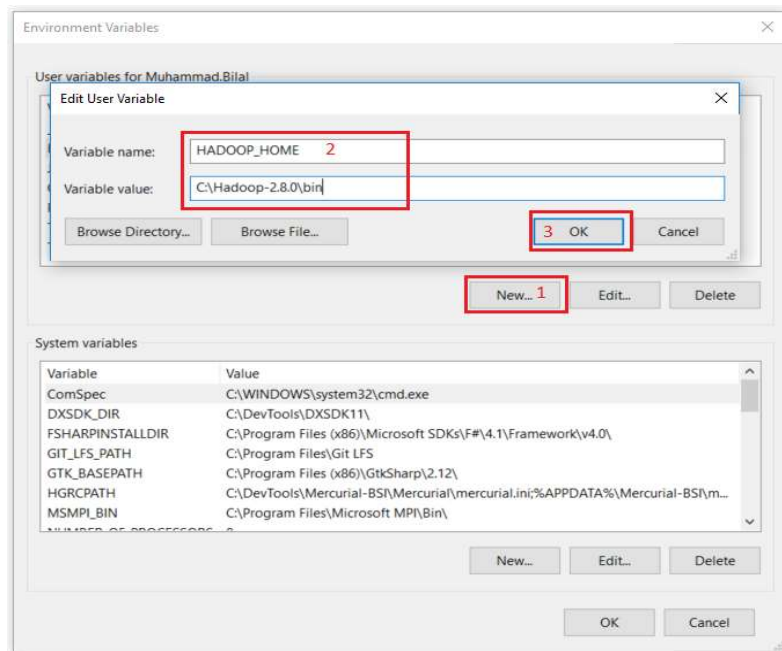 Environment Variables
User variables for Muhammad.Bilal
Edit User Variable
Variable name: HADOOP_HOME 2
Variable value: C:\Hadoop-2.8.0\bin
Browse Directory... Browse File... 3 OK Cancel
New... 1 Edit... Delete
System variables
Variable Value
ComSpec C:\WINDOWS\system32\cmd.exe
DXSDK_DIR C:\DevTools\DXSDK11\
FSHARPINSTALLDIR C:\Program Files (x86)\Microsoft SDKs\F#\4.1\Framework\v4.0\
GIT_LFS_PATH C:\Program Files\Git LFS
GTK_BASEPATH C:\Program Files (x86)\GtkSharp\2.12\
HGRCPATH C:\DevTools\Mercurial-BSI\Mercurial\mercurial.ini;%APPDATA%\Mercurial-BSI\m...
MSMPI_BIN C:\Program Files\Microsoft MPI\Bin\
NUMBER_OF_PROCESSORS
New... Edit... Delete
OK Cancel